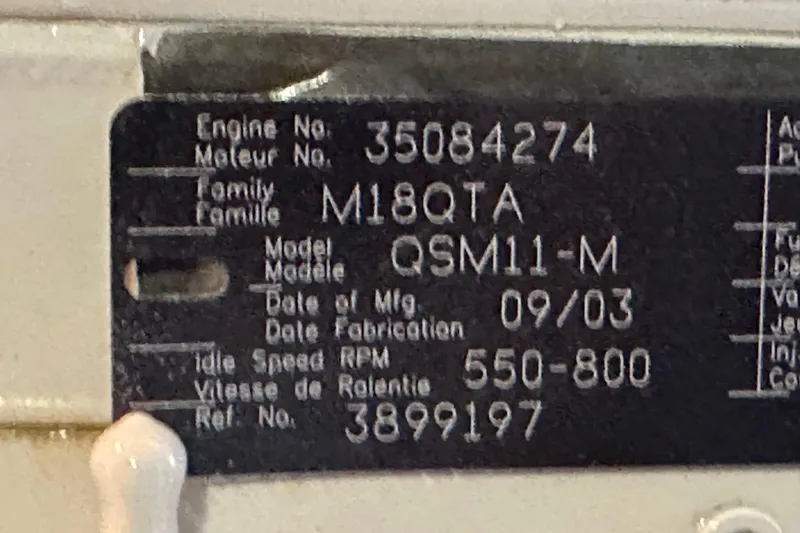 Engine No. 35084274
Moteur No.
Family M18QTA
Famille
Model QSM11-M
Modèle
Date of Mfg. 09/03
Date Fabrication
Idle Speed RPM 550-800
Vitesse de Ralentie
Ref. No. 3899197